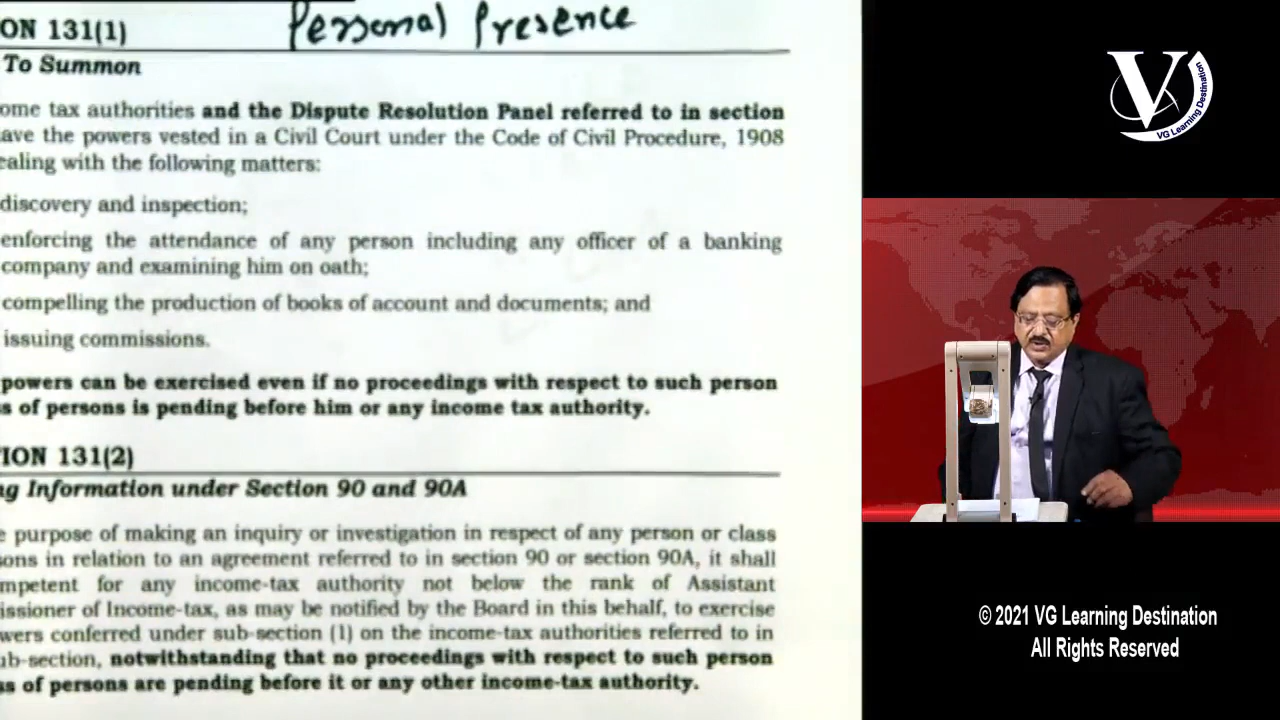 ON 131(1)
Personal Presence
To Summon
ome tax authorities and the Dispute Resolution Panel referred to in section
ave the powers vested in a Civil Court under the Code of Civil Procedure, 1908
ealing with the following matters:
discovery and inspection;
enforcing the attendance of any person including any officer of a banking
company and examining him on oath;
compelling the production of books of account and documents; and
issuing commissions.
powers can be exercised even if no proceedings with respect to such person
s of persons is pending before him or any income tax authority.
ION 131(2)
ng Information under Section 90 and 90A
e purpose of making an inquiry or investigation in respect of any person or class
ons in relation to an agreement referred to in section 90 or section 90A, it shall
mpetent for any income-tax authority not below the rank of Assistant
issioner of Income-tax, as may be notified by the Board in this behalf, to exercise
wers conferred under sub-section (1) on the income-tax authorities referred to in
ub-section, notwithstanding that no proceedings with respect to such person
ss of persons are pending before it or any other income-tax authority.
V
VG Learning Destination
© 2021 VG Learning Destination
All Rights Reserved